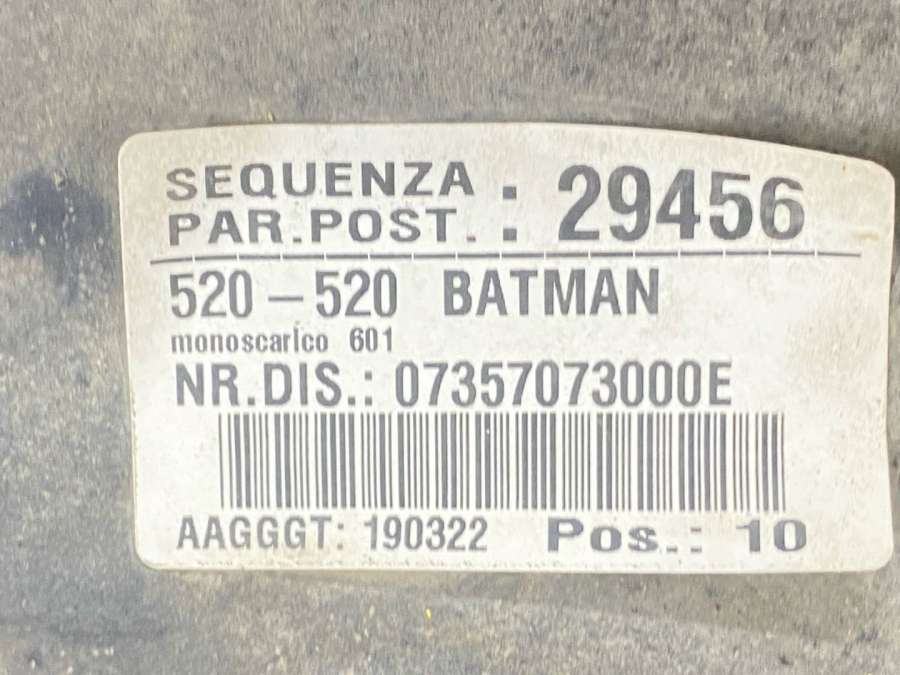 SEQUENZA
PAR.POST. : 29456
520 – 520 BATMAN
monoscarico 601
NR.DIS.: 07357073000E
AAGGGT: 190322 Pos.: 10